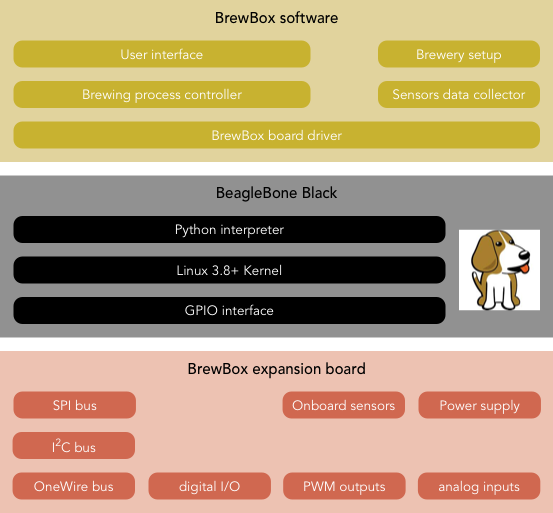 BrewBox software
User interface
Brewery setup
Brewing process controller
Sensors data collector
BrewBox board driver
BeagleBone Black
Python interpreter
Linux 3.8+ Kernel
GPIO interface
BrewBox expansion board
SPI bus
Onboard sensors
Power supply
I²C bus
OneWire bus
digital I/O
PWM outputs
analog inputs